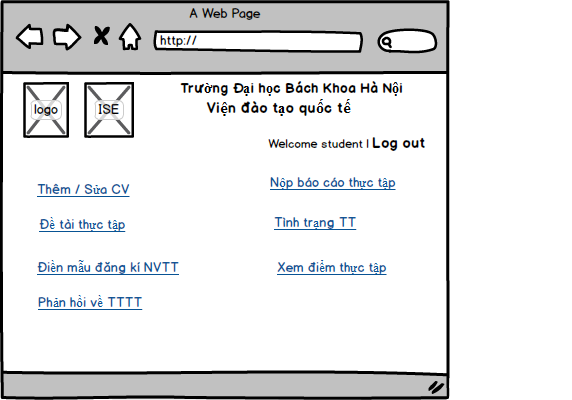 A Web Page
http://
logo
ISE
Trường Đại học Bách Khoa Hà Nội
Viện đào tạo quốc tế
Welcome student | Log out
Thêm / Sửa CV
Nộp báo cáo thực tập
Đề tài thực tập
Tình trạng TT
Điền mẫu đăng kí NVTT
Xem điểm thực tập
Phản hồi về TTTT